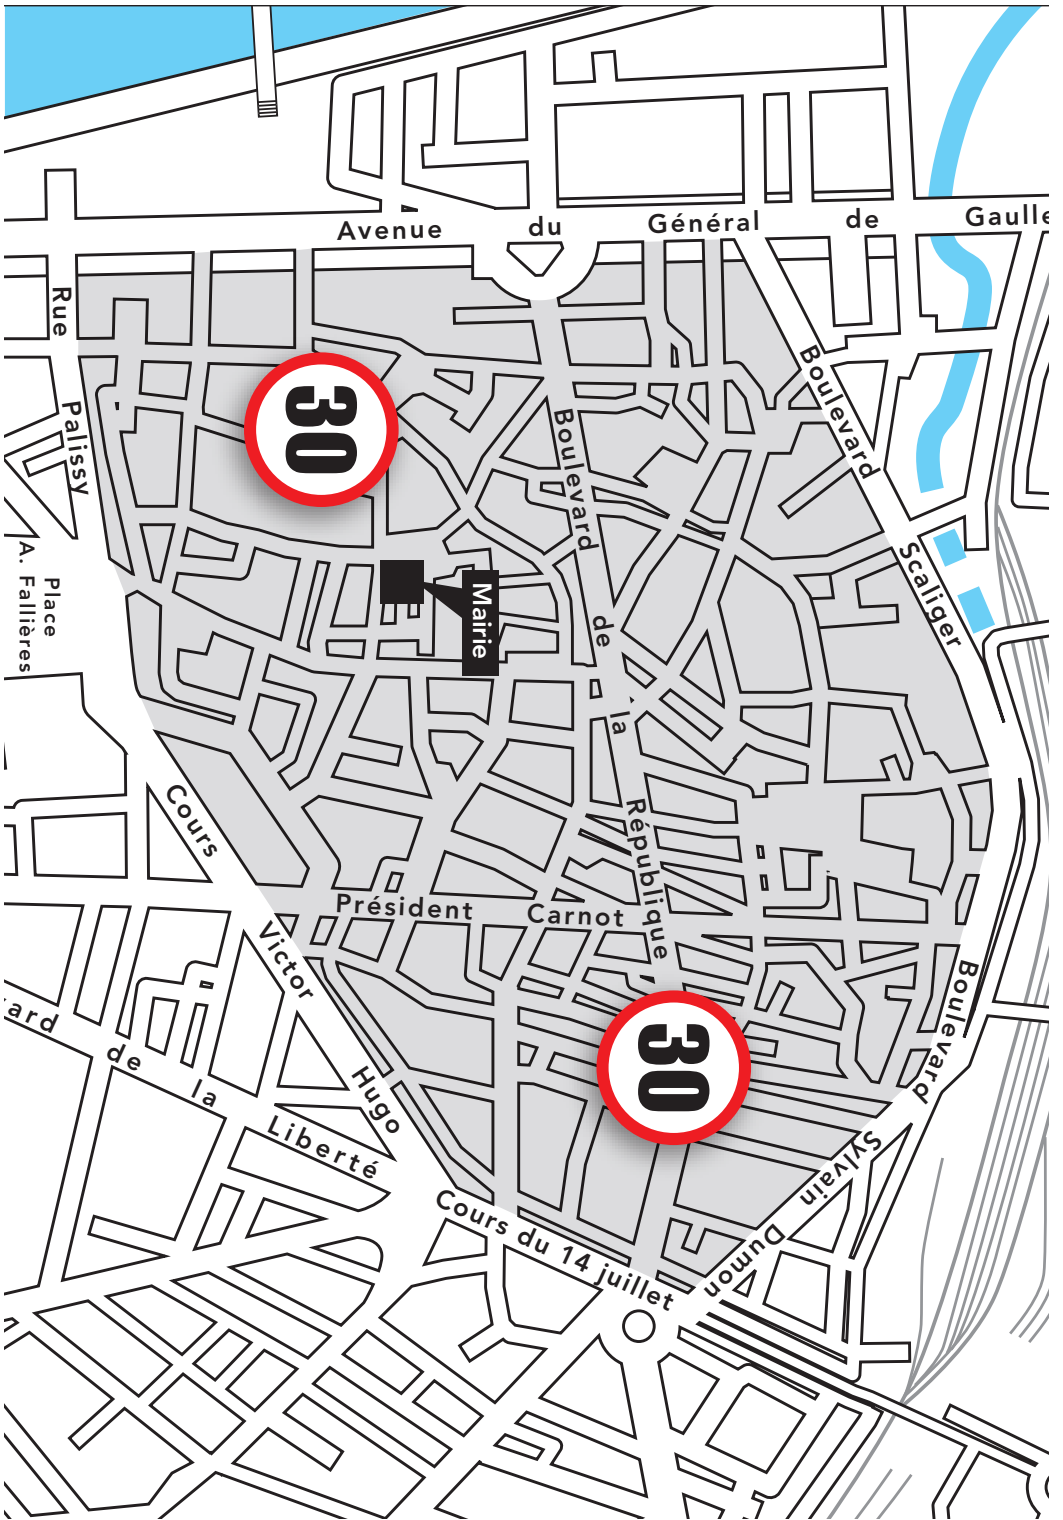 Avenue du Général de Gaulle
Rue Palissy
30
Boulevard Scaliger
Boulevard de la République
Place
A. Fallières
Mairie
Cours Victor Hugo
Président Carnot
ard de la Liberté
30
Boulevard Sylvain Dumon
Cours du 14 juillet